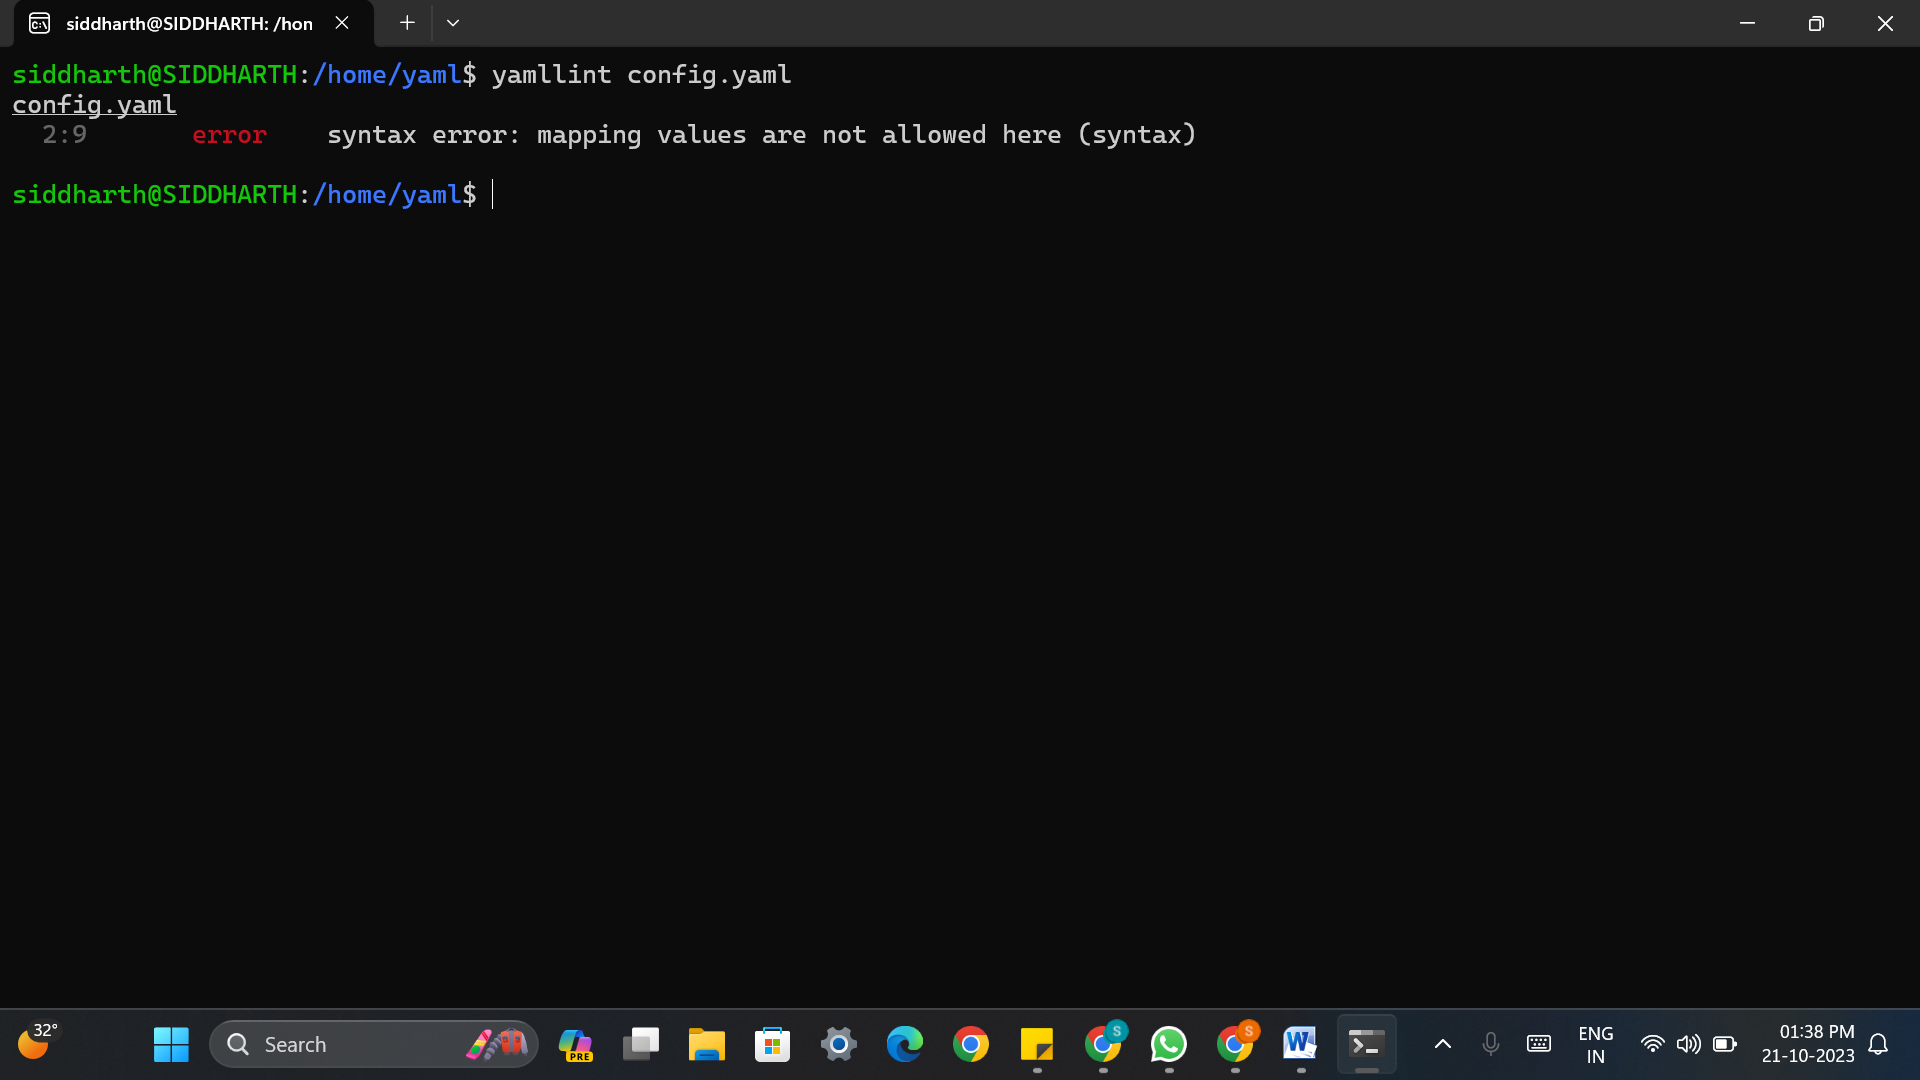 siddharth@SIDDHARTH: /hon
siddharth@SIDDHARTH:/home/yaml$ yamllint config.yaml
config.yaml
2:9 error syntax error: mapping values are not allowed here (syntax)
siddharth@SIDDHARTH:/home/yaml$
32°
Search
PRE
S
S
W
ENG
IN
01:38 PM
21-10-2023